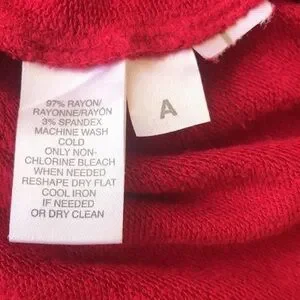 97% RAYON/
RAYONNE/RAYÓN
3% SPANDEX
MACHINE WASH
COLD
ONLY NON-
CHLORINE BLEACH
WHEN NEEDED
RESHAPE DRY FLAT
COOL IRON
IF NEEDED
OR DRY CLEAN
A